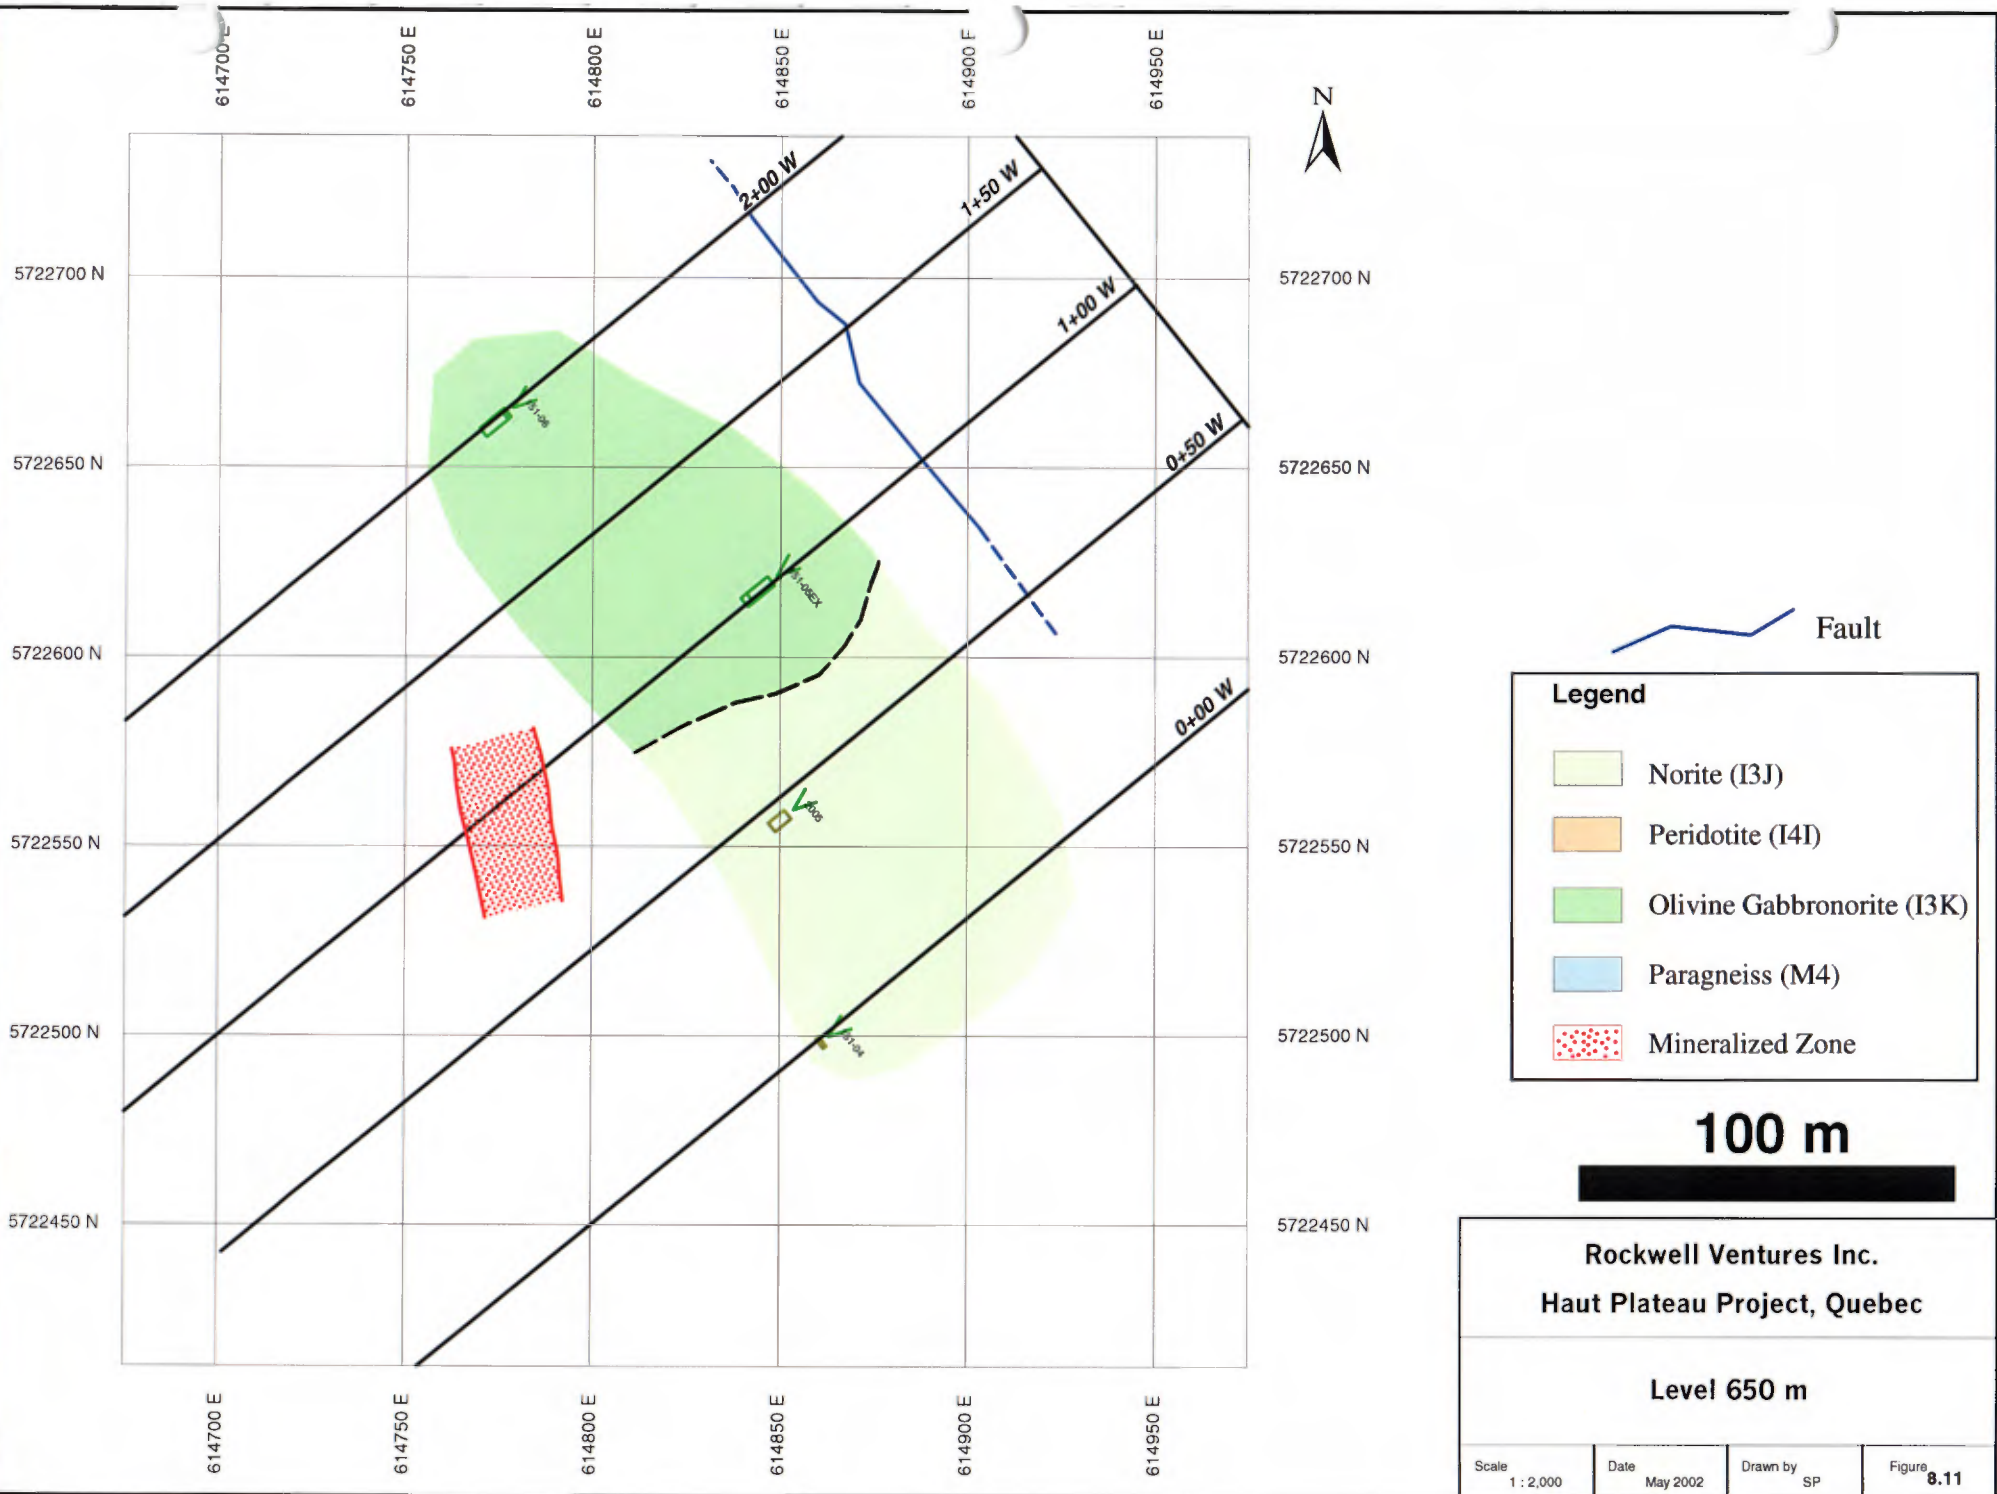 614700 E
614750 E
614800 E
614850 E
614900 E
614950 E
N
2+00 W
1+50 W
1+00 W
0+50 W
0+00 W
5722700 N
5722700 N
5722650 N
5722650 N
5722600 N
5722600 N
5722550 N
5722550 N
5722500 N
5722500 N
5722450 N
5722450 N
Fault
Legend
Norite (I3J)
Peridotite (I4I)
Olivine Gabbronorite (I3K)
Paragneiss (M4)
Mineralized Zone
100 m
Rockwell Ventures Inc.
Haut Plateau Project, Quebec
Level 650 m
Scale
1 : 2,000
Date
May 2002
Drawn by
SP
Figure
8.11
614700 E
614750 E
614800 E
614850 E
614900 E
614950 E